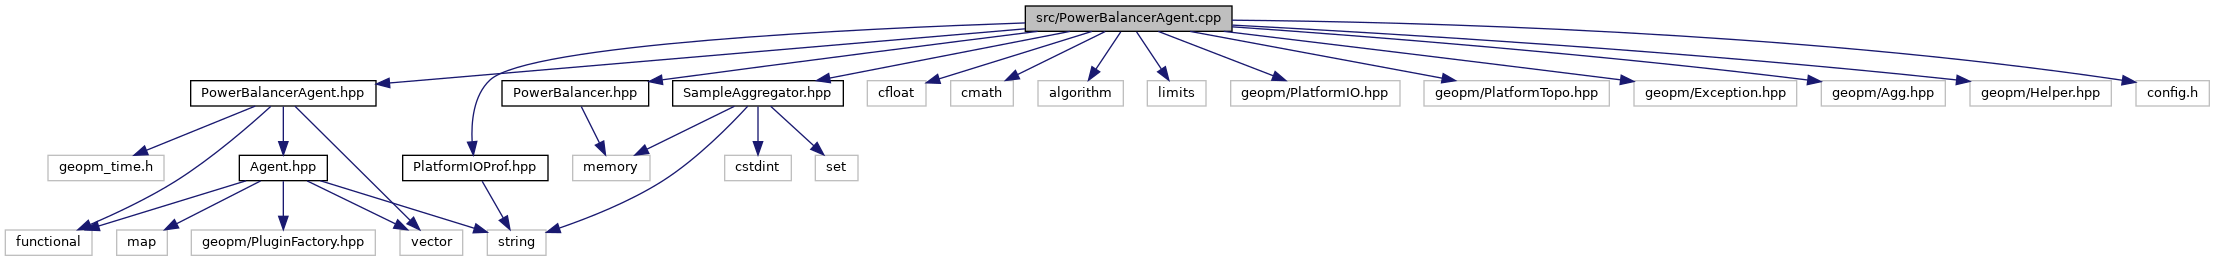 src/PowerBalancerAgent.cpp
PowerBalancerAgent.hpp
PowerBalancer.hpp
SampleAggregator.hpp
cfloat
cmath
algorithm
limits
geopm/PlatformIO.hpp
geopm/PlatformTopo.hpp
geopm/Exception.hpp
geopm/Agg.hpp
geopm/Helper.hpp
config.h
geopm_time.h
Agent.hpp
PlatformIOProf.hpp
memory
cstdint
set
functional
map
geopm/PluginFactory.hpp
vector
string